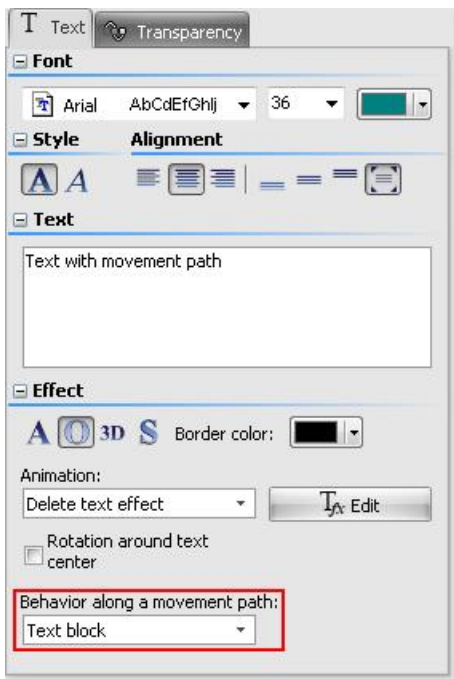 T Text Transparency
Font
Arial AbCdEfGhIj 36
Style Alignment
A A
Text
Text with movement path
Effect
A O 3D S Border color:
Animation:
Delete text effect Tfx Edit
Rotation around text
center
Behavior along a movement path:
Text block